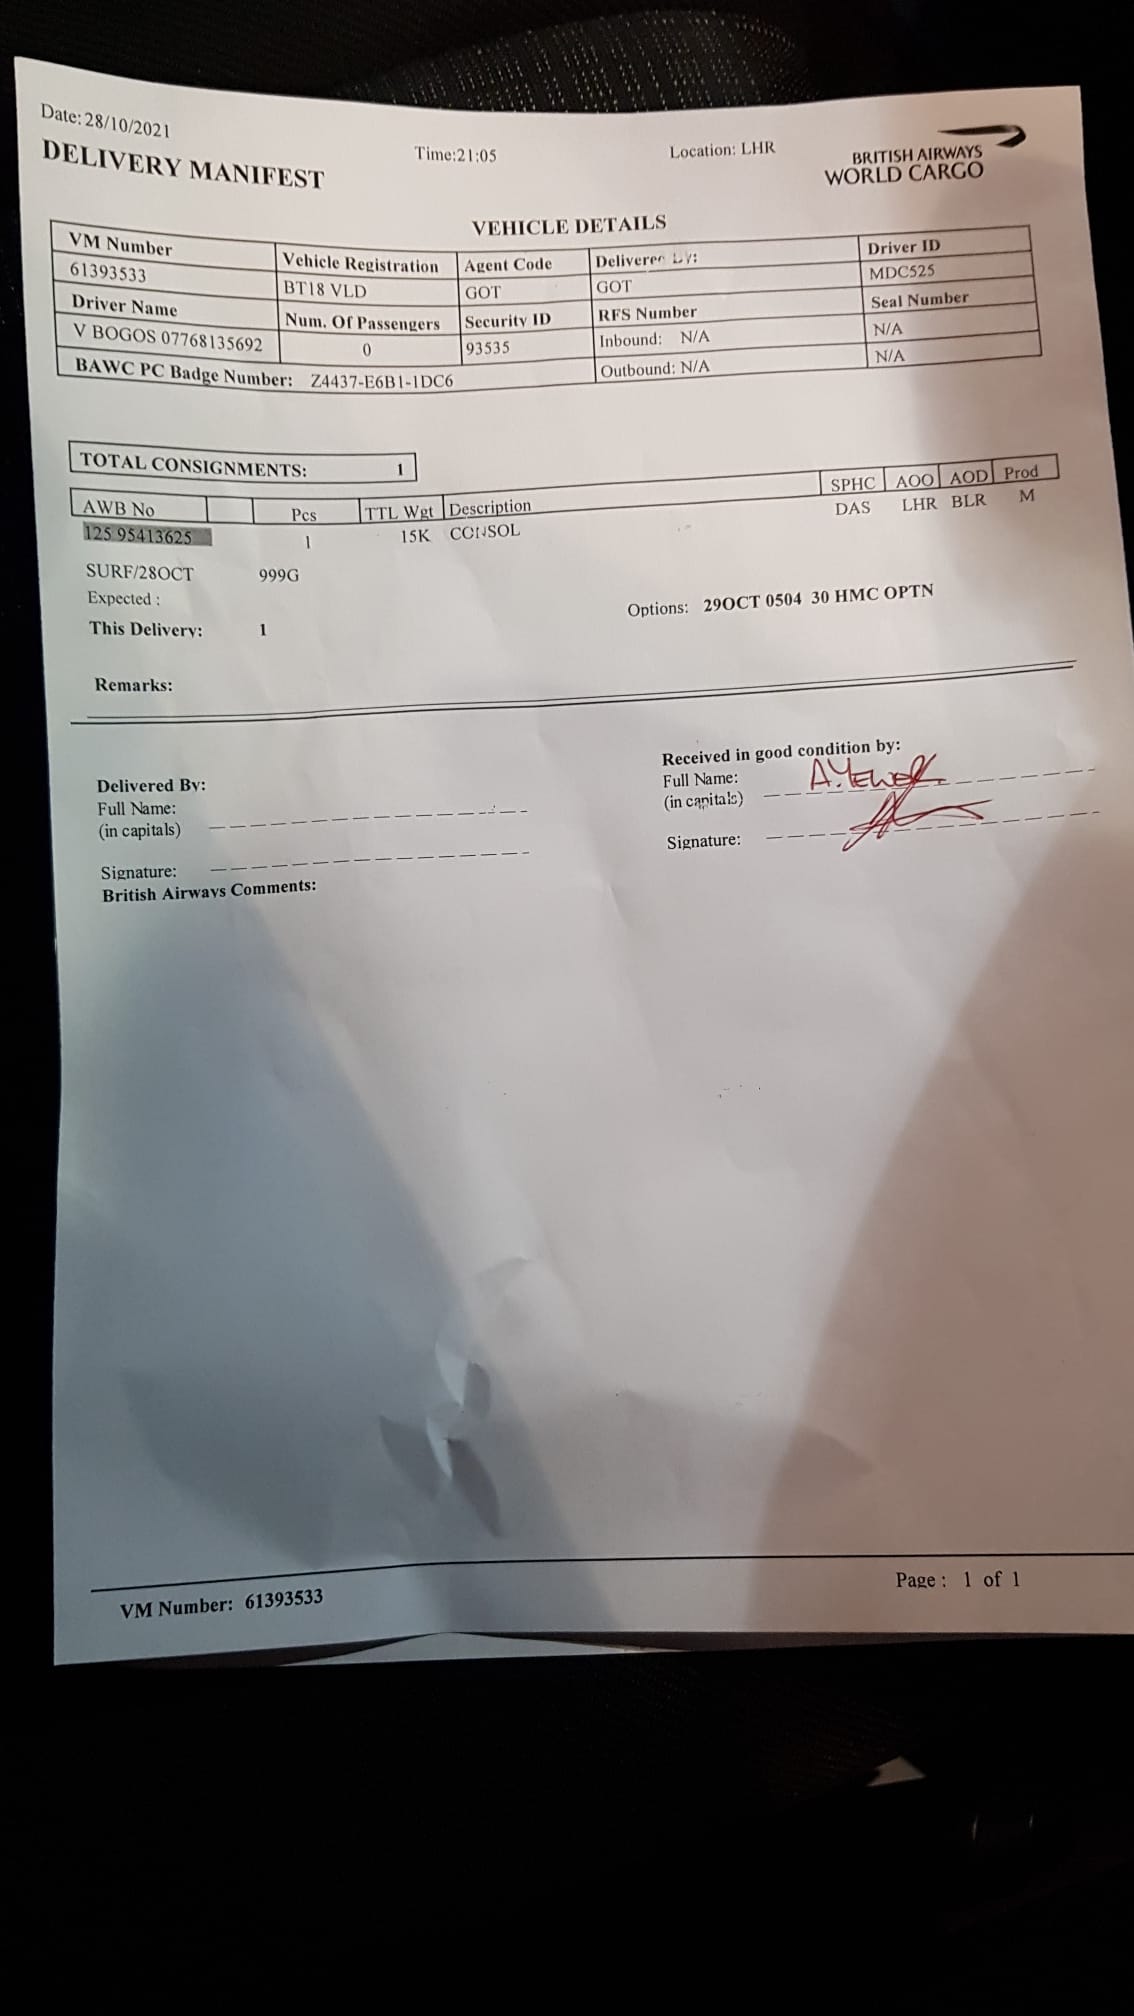 Date: 28/10/2021 Time:21:05 Location: LHR
BRITISH AIRWAYS
WORLD CARGO
DELIVERY MANIFEST
VEHICLE DETAILS
VM Number Vehicle Registration Agent Code Delivered By: Driver ID
61393533 BT18 VLD GOT GOT MDC525
Driver Name Num. Of Passengers Security ID RFS Number Seal Number
V BOGOS 07768135692 0 93535 Inbound: N/A N/A
BAWC PC Badge Number: Z4437-E6B1-1DC6 Outbound: N/A N/A
TOTAL CONSIGNMENTS: 1
AWB No Pcs TTL Wgt Description SPHC AOO AOD Prod
125 95413625 1 15K CONSOL DAS LHR BLR M
SURF/28OCT 999G
Expected :
Options: 29OCT 0504 30 HMC OPTN
This Delivery: 1
Remarks:
Delivered By:
Full Name:
(in capitals)
Signature:
British Airways Comments:
Received in good condition by:
Full Name:
(in capitals)
Signature:
VM Number: 61393533 Page : 1 of 1